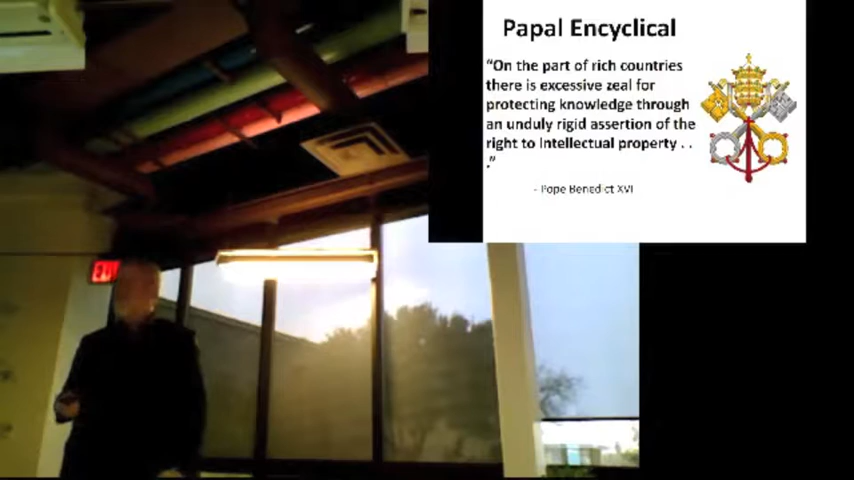 Papal Encyclical
“On the part of rich countries
there is excessive zeal for
protecting knowledge through
an unduly rigid assertion of the
right to intellectual property . .
.”
- Pope Benedict XVI